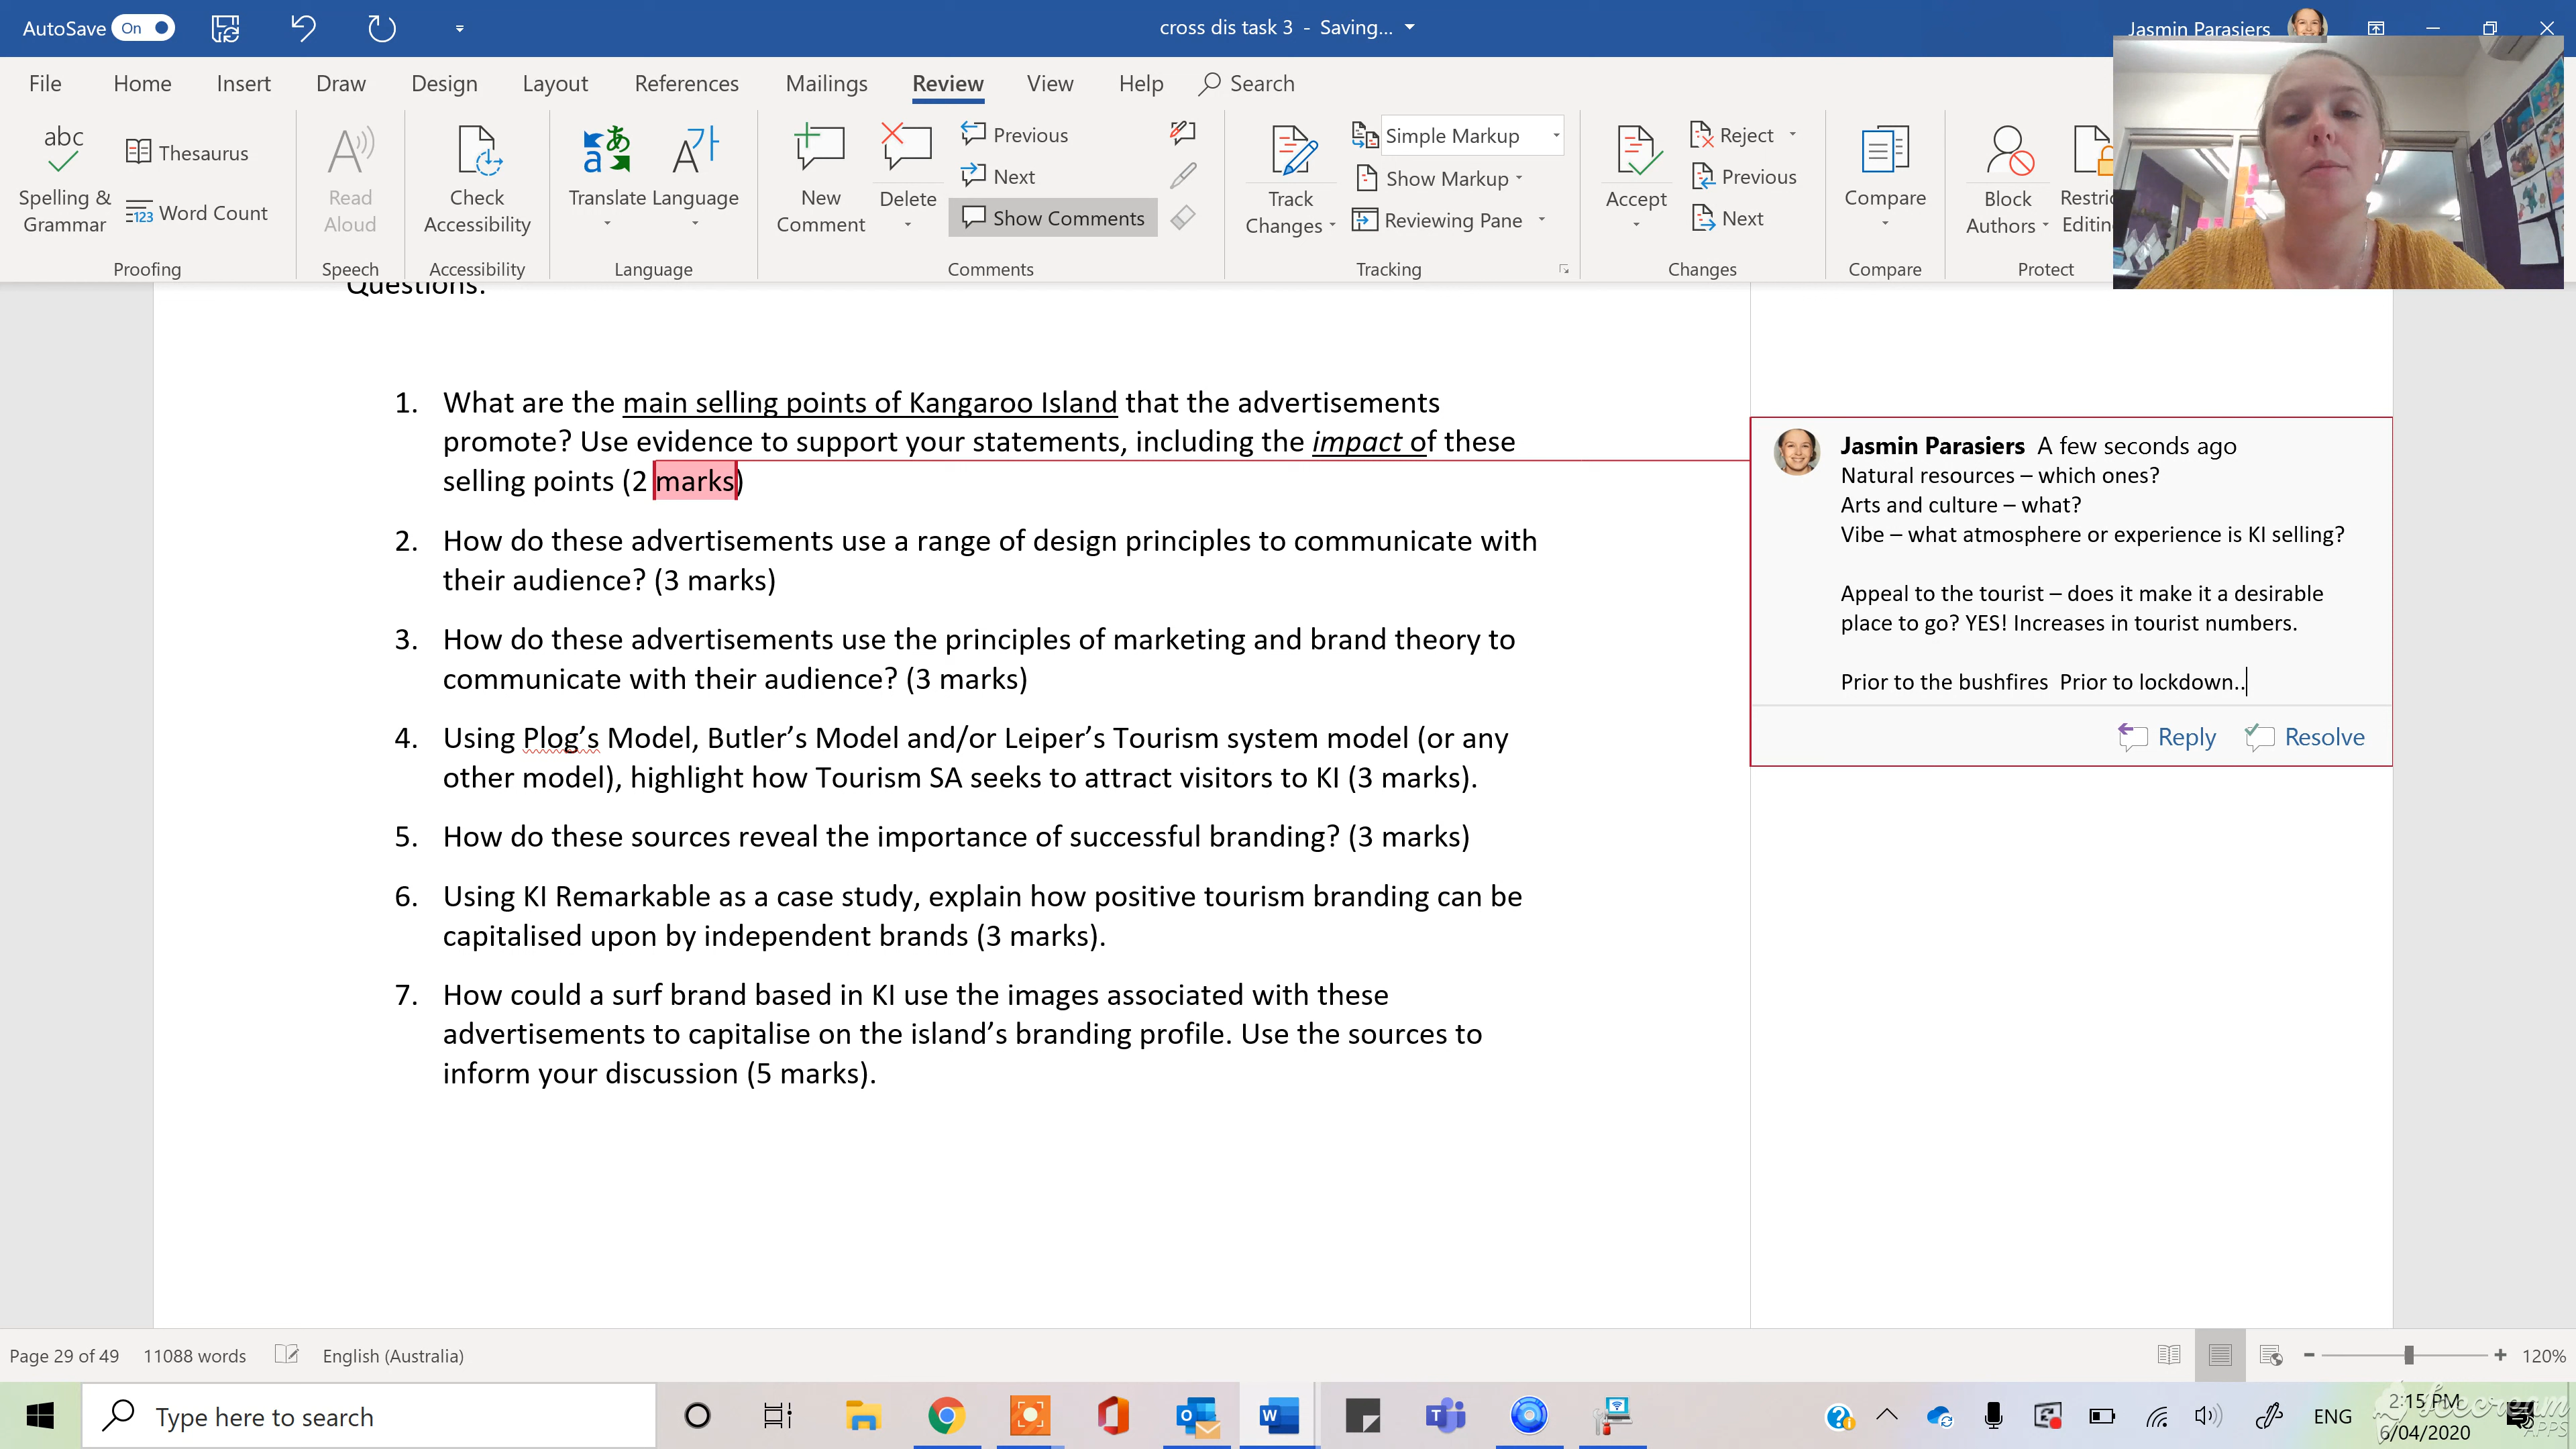 AutoSave On
cross dis task 3 - Saving...
Jasmin Parasiers
File Home Insert Draw Design Layout References Mailings Review View Help Search
abc
Spelling & Grammar
Thesaurus
123 Word Count
Proofing
Read Aloud
Speech
Check Accessibility
Accessibility
Translate
Language
Language
New Comment
Delete
Previous
Next
Show Comments
Comments
Track Changes
Simple Markup
Show Markup
Reviewing Pane
Tracking
Accept
Reject
Previous
Next
Changes
Compare
Compare
Block Authors
Restric
Editin
Protect
Questions:
1. What are the main selling points of Kangaroo Island that the advertisements
promote? Use evidence to support your statements, including the impact of these
selling points (2 marks)
2. How do these advertisements use a range of design principles to communicate with
their audience? (3 marks)
3. How do these advertisements use the principles of marketing and brand theory to
communicate with their audience? (3 marks)
4. Using Plog’s Model, Butler’s Model and/or Leiper’s Tourism system model (or any
other model), highlight how Tourism SA seeks to attract visitors to KI (3 marks).
5. How do these sources reveal the importance of successful branding? (3 marks)
6. Using KI Remarkable as a case study, explain how positive tourism branding can be
capitalised upon by independent brands (3 marks).
7. How could a surf brand based in KI use the images associated with these
advertisements to capitalise on the island’s branding profile. Use the sources to
inform your discussion (5 marks).
Jasmin Parasiers A few seconds ago
Natural resources – which ones?
Arts and culture – what?
Vibe – what atmosphere or experience is KI selling?
Appeal to the tourist – does it make it a desirable
place to go? YES! Increases in tourist numbers.
Prior to the bushfires Prior to lockdown..
Reply Resolve
Page 29 of 49 11088 words English (Australia)
120%
Type here to search
ENG
2:15 PM
6/04/2020
Icecream
APPS